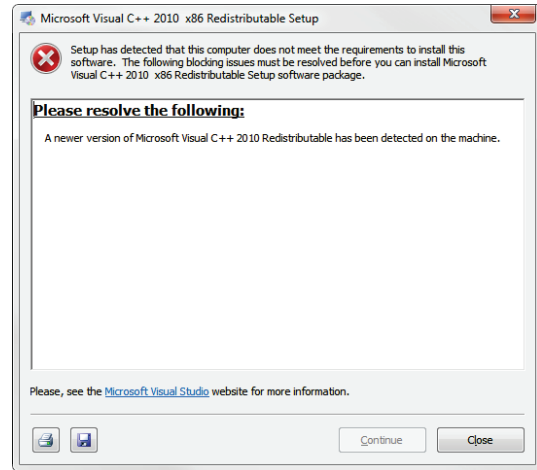 Microsoft Visual C++ 2010  x86 Redistributable Setup
Setup has detected that this computer does not meet the requirements to install this
software.  The following blocking issues must be resolved before you can install Microsoft
Visual C++ 2010  x86 Redistributable Setup software package.
Please resolve the following:
A newer version of Microsoft Visual C++ 2010 Redistributable has been detected on the machine.
Please, see the Microsoft Visual Studio website for more information.
Continue
Close